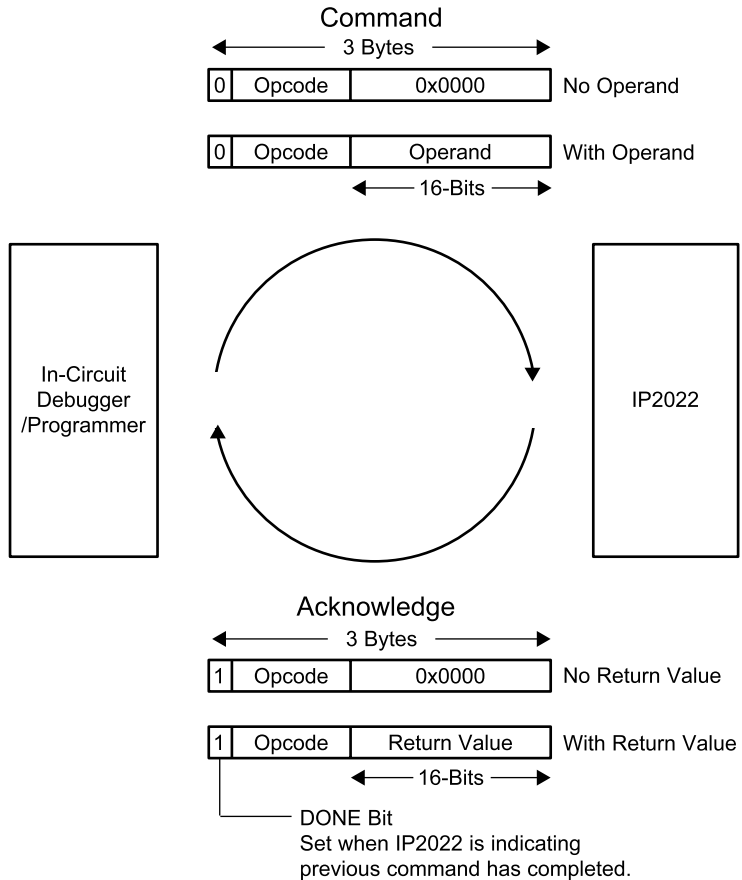 Command
3 Bytes
0 Opcode 0x0000 No Operand
0 Opcode Operand With Operand
16-Bits
In-Circuit
Debugger
/Programmer
IP2022
Acknowledge
3 Bytes
1 Opcode 0x0000 No Return Value
1 Opcode Return Value With Return Value
16-Bits
DONE Bit
Set when IP2022 is indicating
previous command has completed.